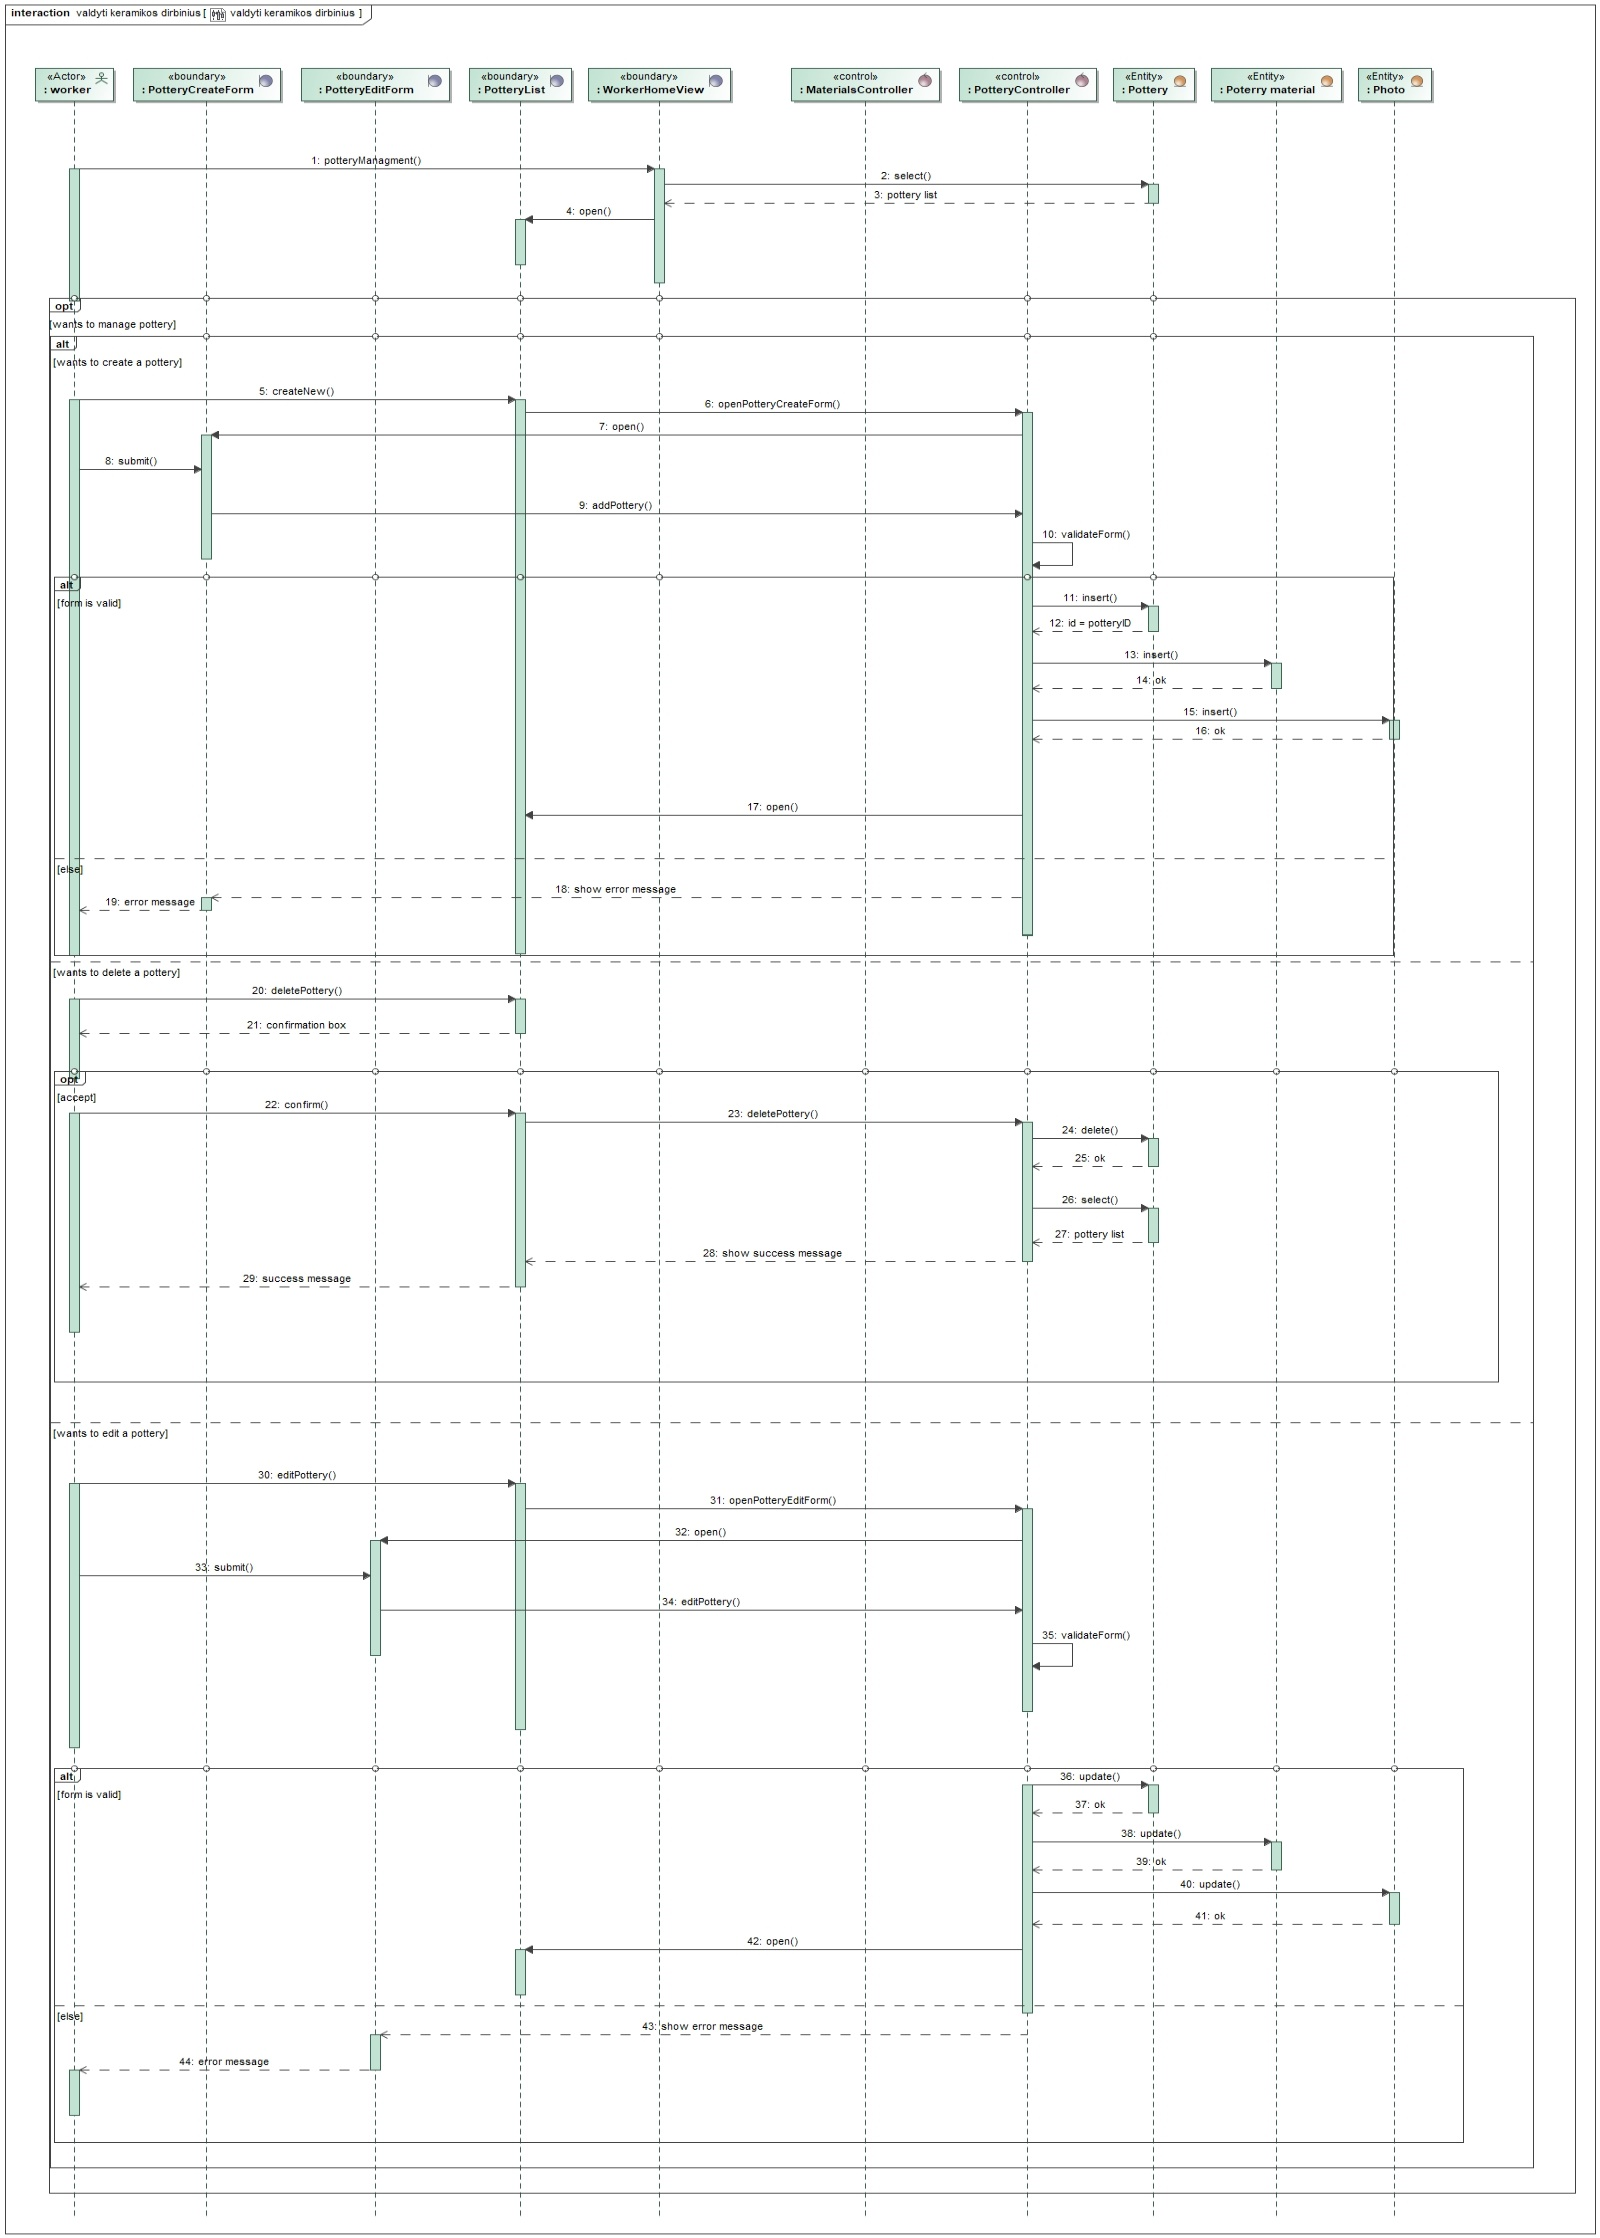 interaction valdyti keramikos dirbinius [ valdyti keramikos dirbinius ]
«Actor»
: worker
«boundary»
: PotteryCreateForm
«boundary»
: PotteryEditForm
«boundary»
: PotteryList
«boundary»
: WorkerHomeView
«control»
: MaterialsController
«control»
: PotteryController
«Entity»
: Pottery
«Entity»
: Poterry material
«Entity»
: Photo
1: potteryManagment()
2: select()
3: pottery list
4: open()
opt
[wants to manage pottery]
alt
[wants to create a pottery]
5: createNew()
6: openPotteryCreateForm()
7: open()
8: submit()
9: addPottery()
10: validateForm()
alt
[form is valid]
11: insert()
12: id = potteryID
13: insert()
14: ok
15: insert()
16: ok
17: open()
[else]
18: show error message
19: error message
[wants to delete a pottery]
20: deletePottery()
21: confirmation box
opt
[accept]
22: confirm()
23: deletePottery()
24: delete()
25: ok
26: select()
27: pottery list
28: show success message
29: success message
[wants to edit a pottery]
30: editPottery()
31: openPotteryEditForm()
32: open()
33: submit()
34: editPottery()
35: validateForm()
alt
[form is valid]
36: update()
37: ok
38: update()
39: ok
40: update()
41: ok
42: open()
[else]
43: show error message
44: error message